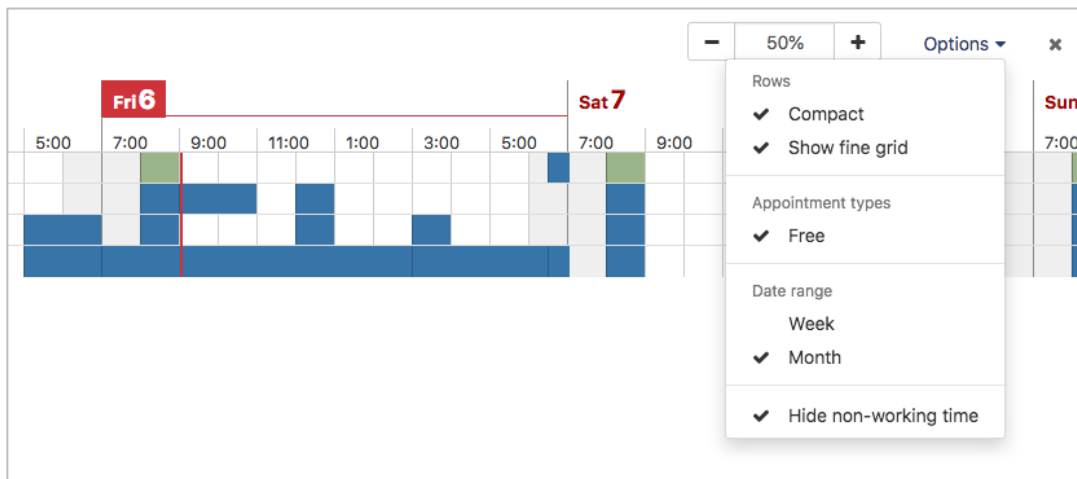 50%
Options
Rows
Compact
Show fine grid
Appointment types
Free
Date range
Week
Month
Hide non-working time
Fri 6
Sat 7
Sun
5:00 7:00 9:00 11:00 1:00 3:00 5:00 7:00 9:00 7:00